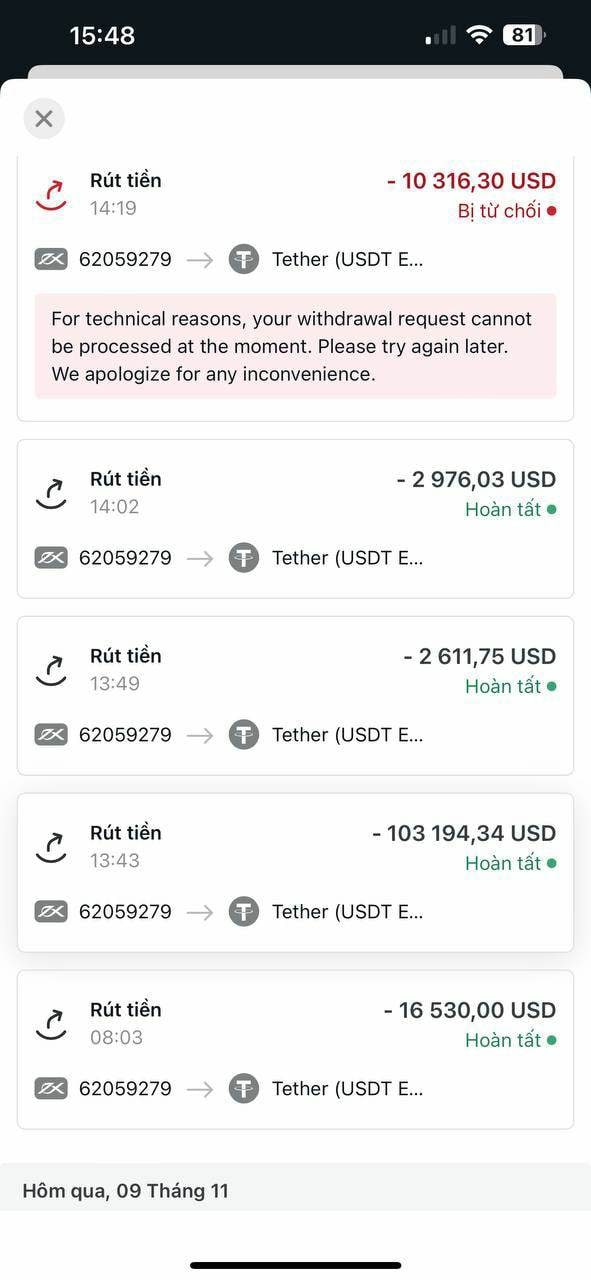 15:48
81
Rút tiền
- 10 316,30 USD
14:19
Bị từ chối
62059279 → Tether (USDT E...
For technical reasons, your withdrawal request cannot
be processed at the moment. Please try again later.
We apologize for any inconvenience.
Rút tiền
- 2 976,03 USD
14:02
Hoàn tất
62059279 → Tether (USDT E...
Rút tiền
- 2 611,75 USD
13:49
Hoàn tất
62059279 → Tether (USDT E...
Rút tiền
- 103 194,34 USD
13:43
Hoàn tất
62059279 → Tether (USDT E...
Rút tiền
- 16 530,00 USD
08:03
Hoàn tất
62059279 → Tether (USDT E...
Hôm qua, 09 Tháng 11